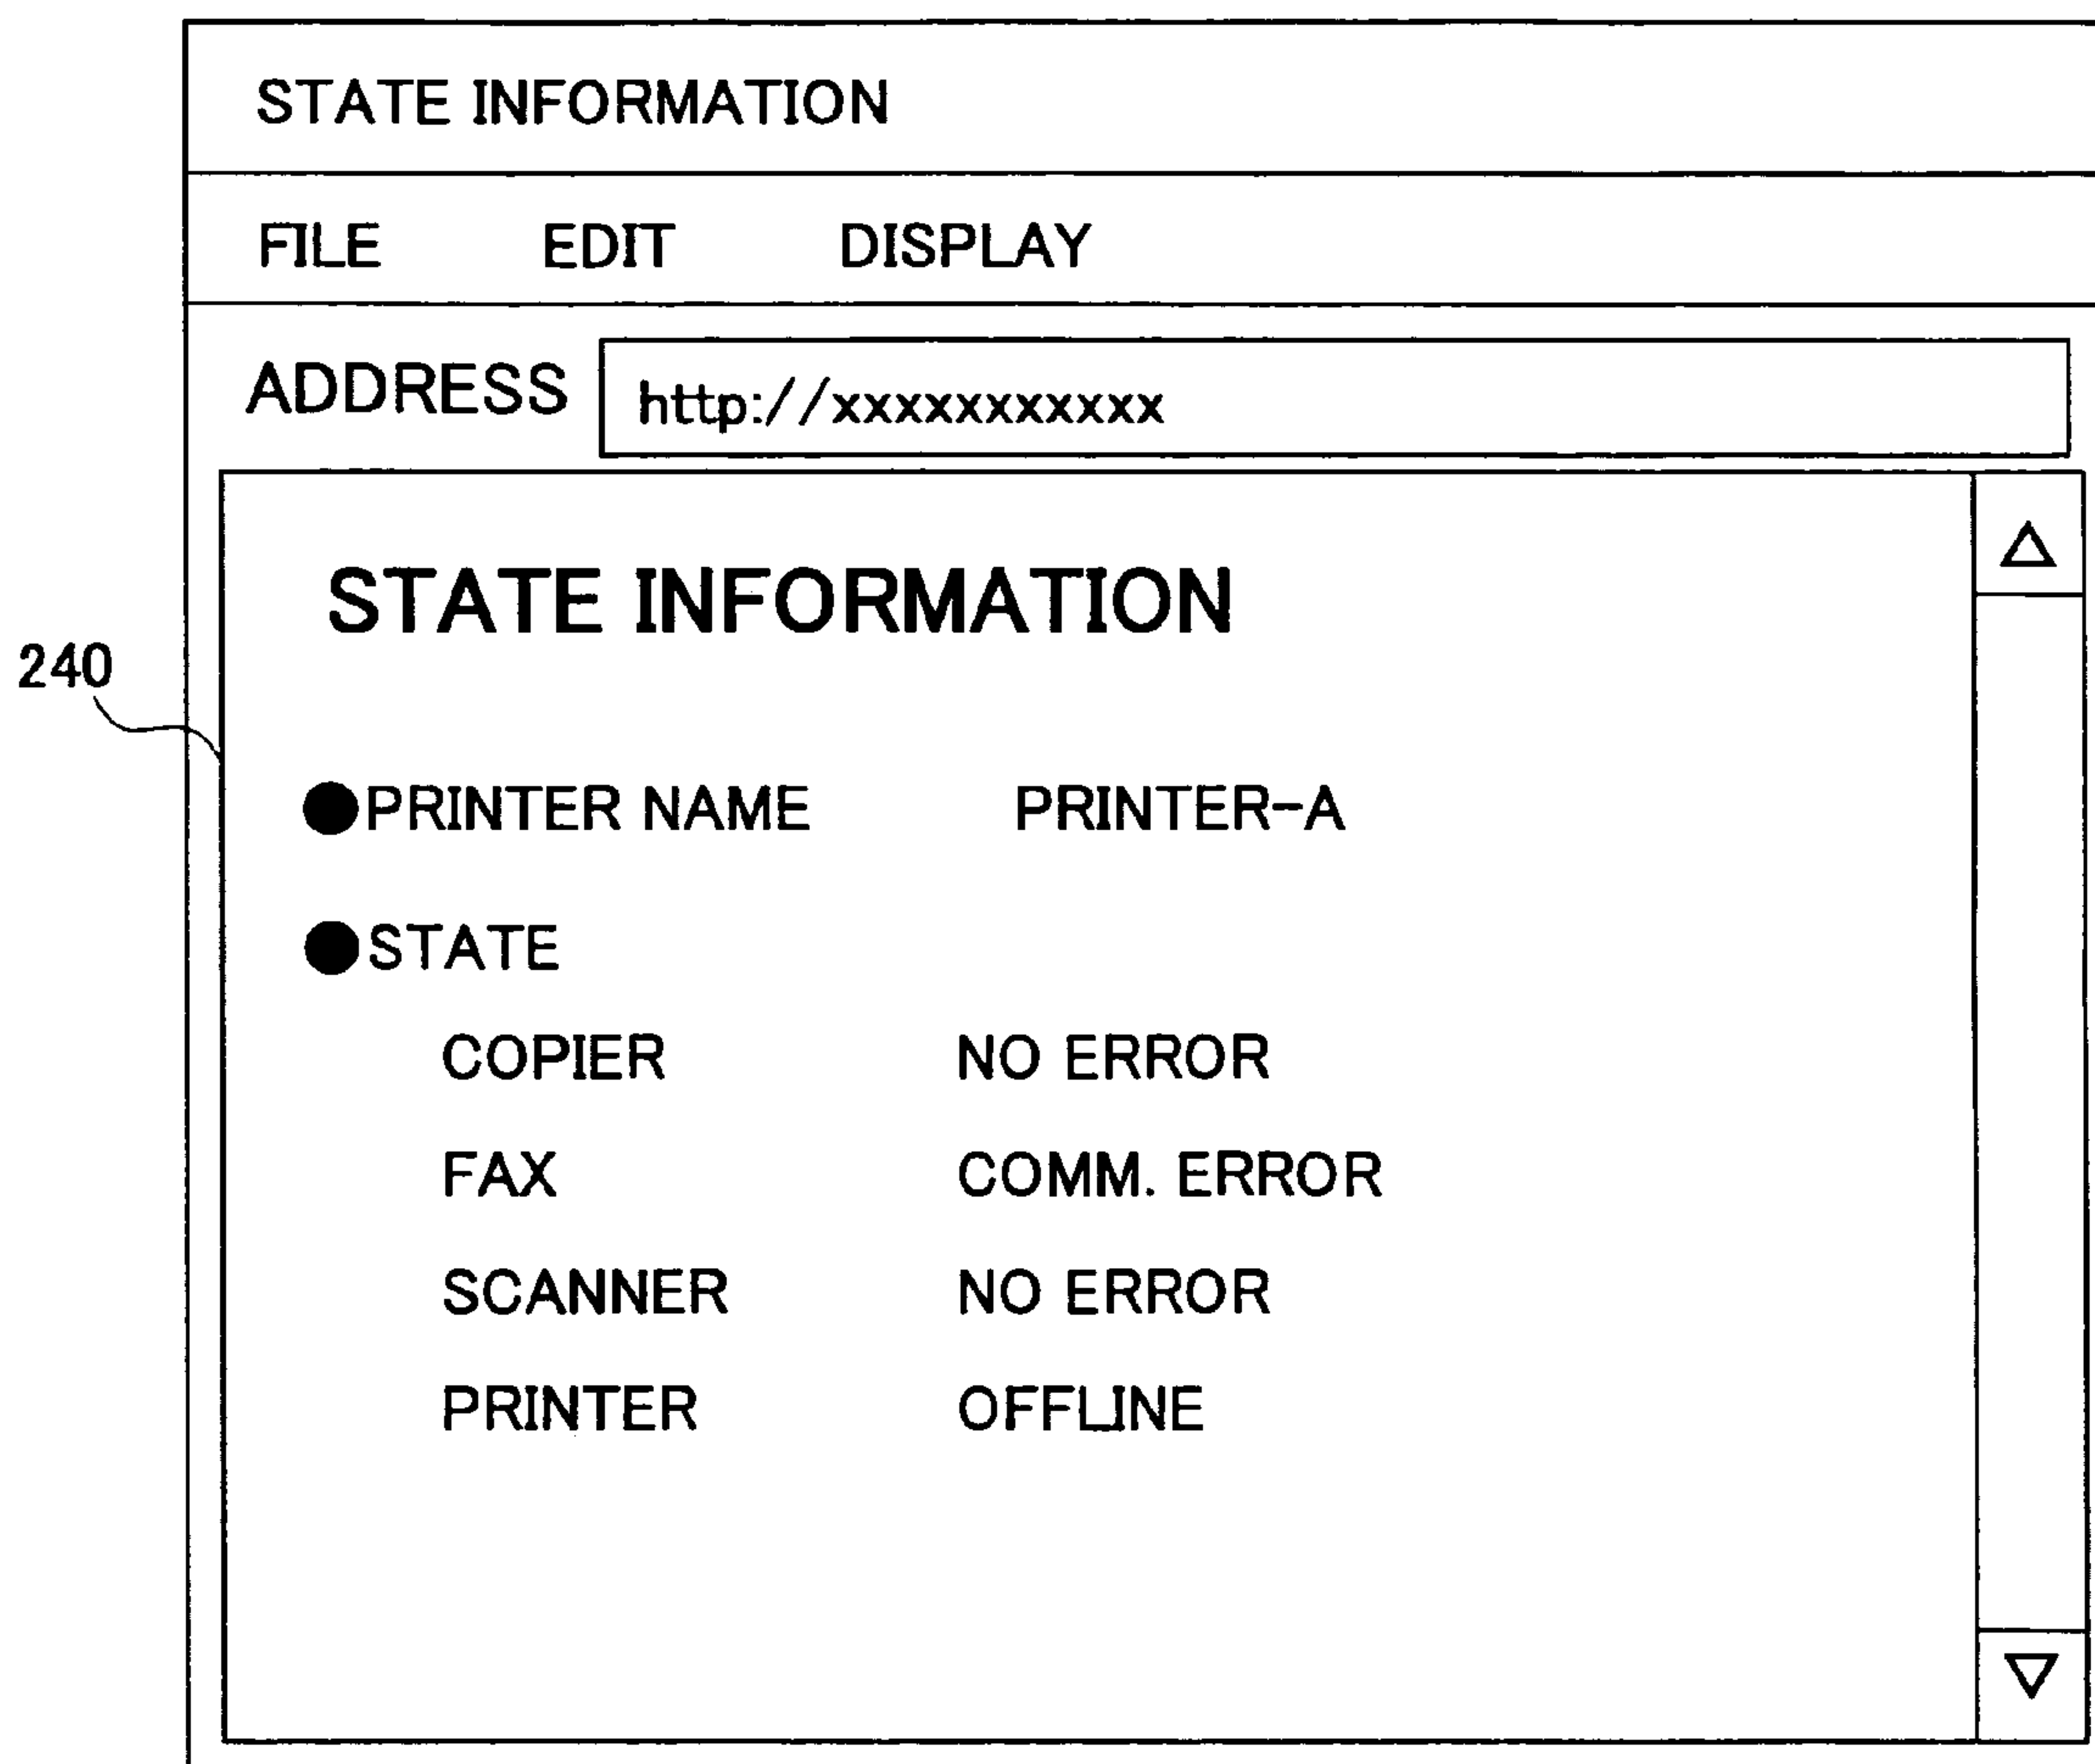 STATE INFORMATION
FILE EDIT DISPLAY
ADDRESS http://xxxxxxxxxxx
STATE INFORMATION
240
●PRINTER NAME PRINTER-A
●STATE
COPIER NO ERROR
FAX COMM. ERROR
SCANNER NO ERROR
PRINTER OFFLINE